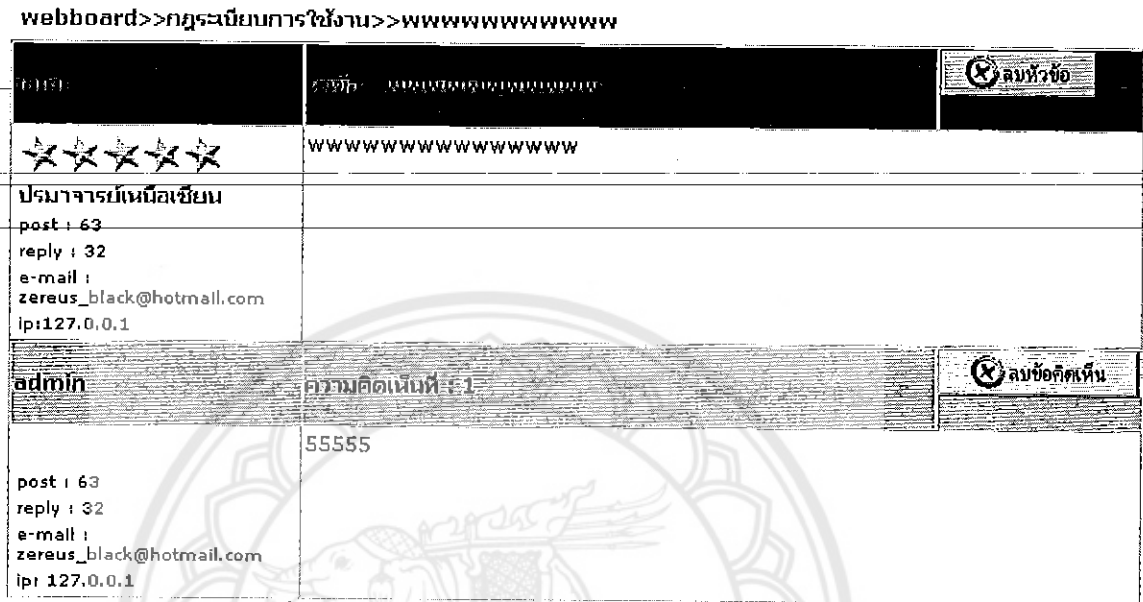 webboard>>กฎระเบียบการใช้งาน>>wwwwwwwwwww
ลบหัวข้อ
wwwwwwwwwwwwwww
ปรมาจารย์เหนือเซียน
post : 63
reply : 32
e-mail :
zereus_black@hotmail.com
ip:127.0.0.1
admin ความคิดเห็นที่ : 1 ลบข้อคิดเห็น
55555
post : 63
reply : 32
e-mail :
zereus_black@hotmail.com
ip: 127.0.0.1